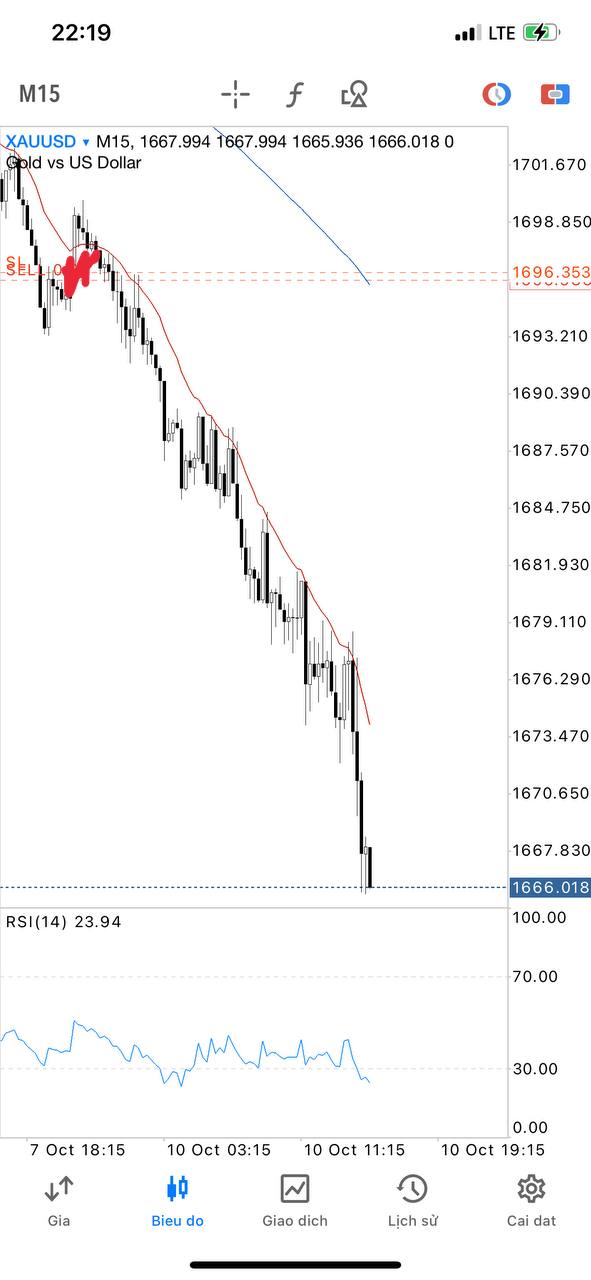 22:19
LTE
M15
XAUUSD ▾ M15, 1667.994 1667.994 1665.936 1666.018 0
Gold vs US Dollar
1701.670
1698.850
SL
1696.353
SELL 0
1693.210
1690.390
1687.570
1684.750
1681.930
1679.110
1676.290
1673.470
1670.650
1667.830
1666.018
RSI(14) 23.94
100.00
70.00
30.00
0.00
7 Oct 18:15
10 Oct 03:15
10 Oct 11:15
10 Oct 19:15
Gia
Bieu do
Giao dich
Lịch sử
Cai dat